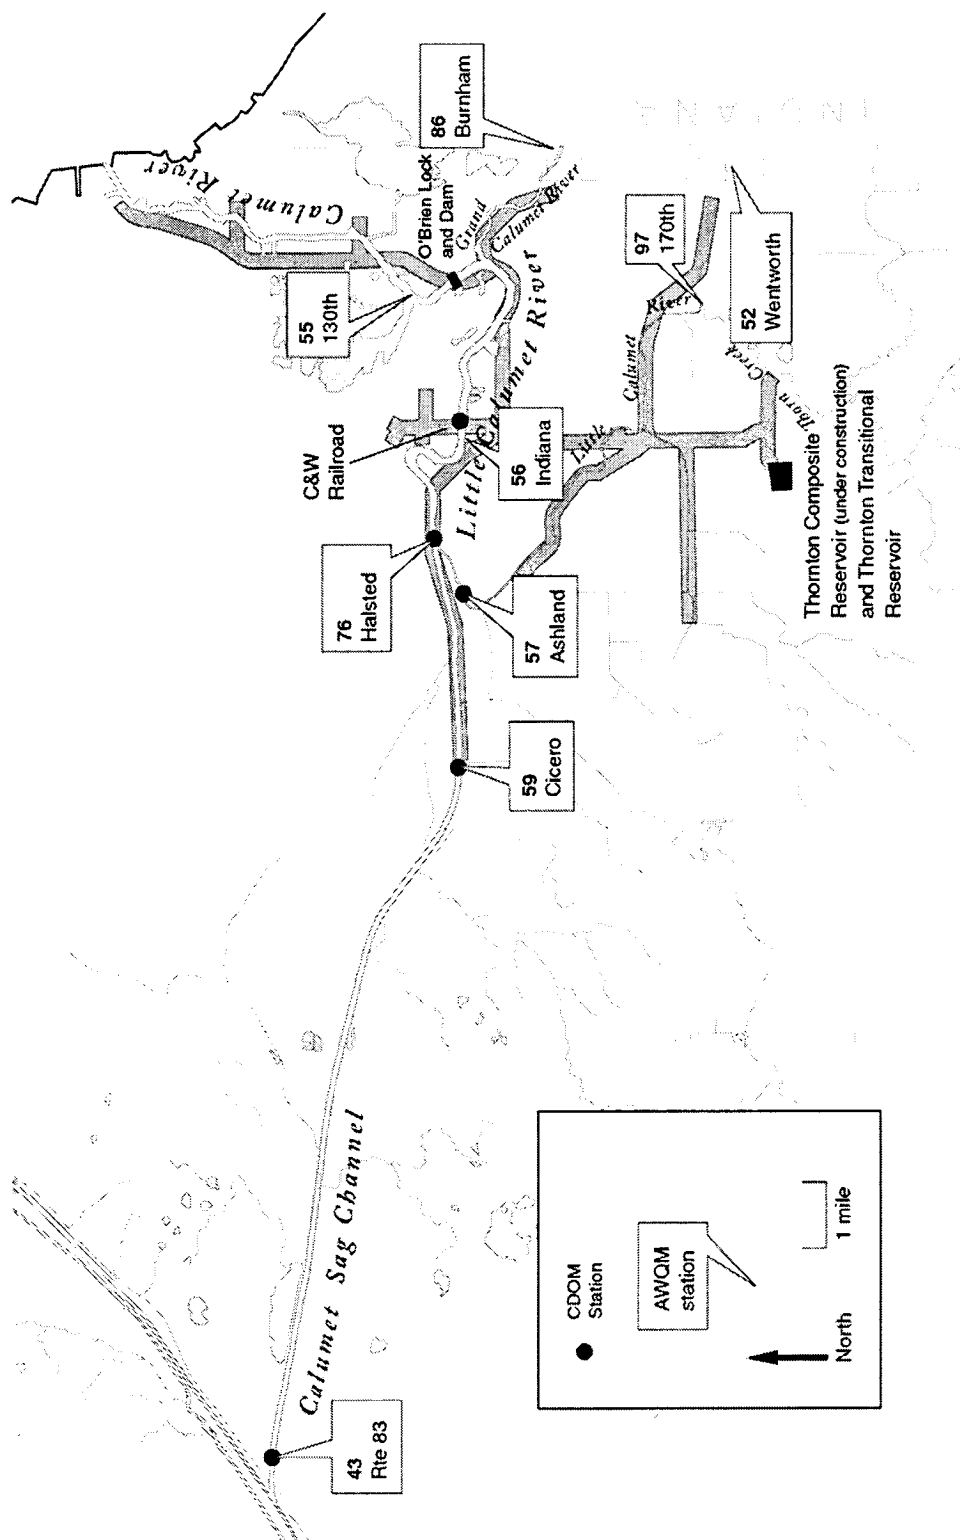 Calumet
River
86
Burnham
O'Brien Lock
and Dam
Grand
Calumet River
55
130th
C&W
Railroad
56
Indiana
Little Calumet River
97
170th
52
Wentworth
INDIANA
Little
Calumet
River
Thorn
Creek
76
Halsted
57
Ashland
Thornton Composite
Reservoir (under construction)
and Thornton Transitional
Reservoir
59
Cicero
Calumet Sag Channel
43
Rte 83
CDOM
Station
AWQM
station
North
1 mile